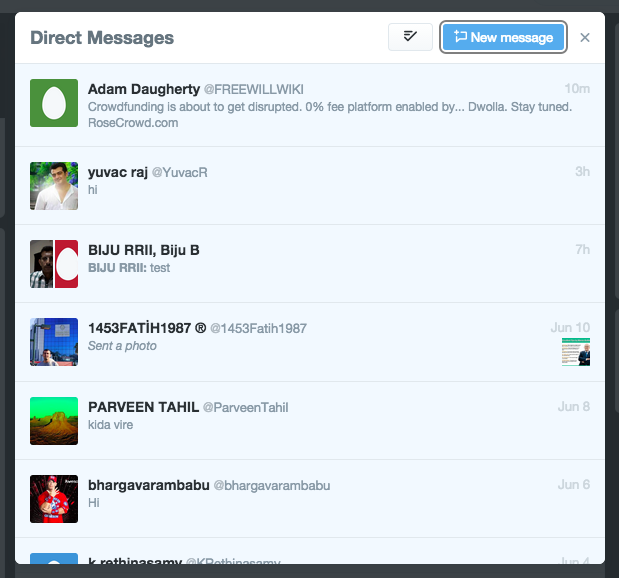 Direct Messages
New message
Adam Daugherty @FREEWILLWIKI 10m
Crowdfunding is about to get disrupted. 0% fee platform enabled by... Dwolla. Stay tuned.
RoseCrowd.com
yuvac raj @YuvacR 3h
hi
BIJU RRII, Biju B 7h
BIJU RRII: test
1453FATİH1987 ® @1453Fatih1987 Jun 10
Sent a photo
PARVEEN TAHIL @ParveenTahil Jun 8
kida vire
bhargavarambabu @bhargavarambabu Jun 6
Hi
k.rethinasamy @KRethinasamy Jun 4